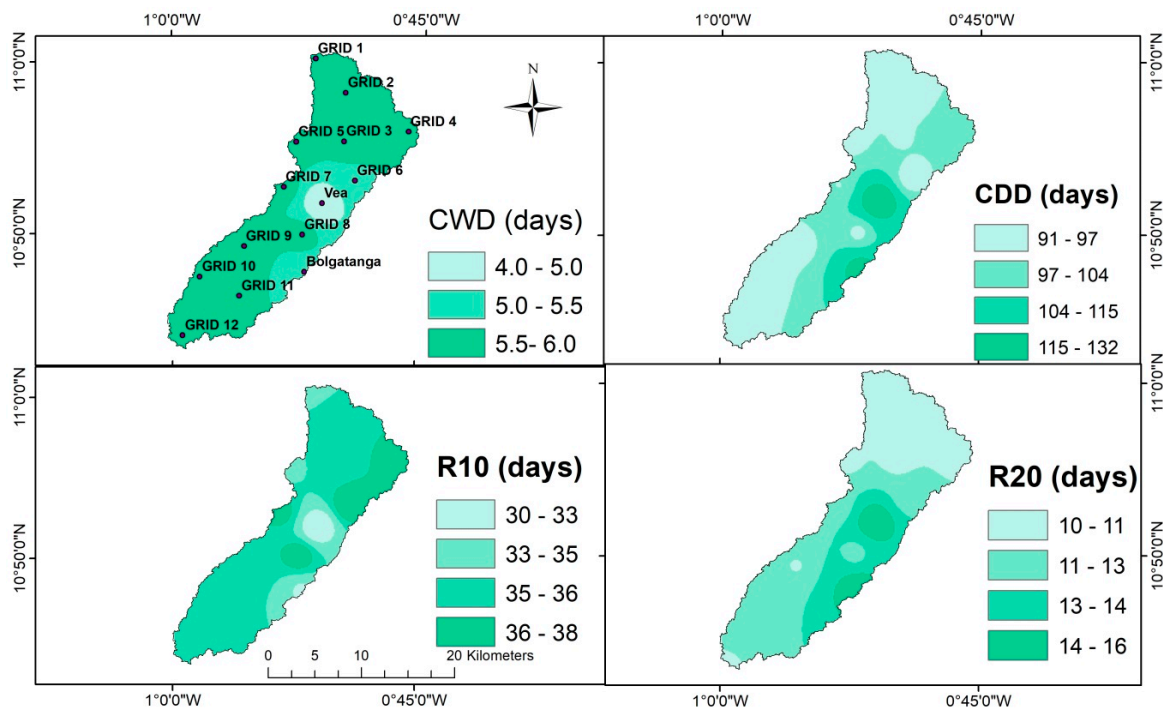 1°0'0"W
0°45'0"W
1°0'0"W
0°45'0"W
11°0'0"N
10°50'0"N
GRID 1
GRID 2
GRID 4
GRID 5
GRID 3
GRID 7
GRID 6
Vea
GRID 8
GRID 9
Bolgatanga
GRID 10
GRID 11
GRID 12
N
CWD (days)
4.0 - 5.0
5.0 - 5.5
5.5- 6.0
CDD (days)
91 - 97
97 - 104
104 - 115
115 - 132
11°0'0"N
10°50'0"N
11°0'0"N
10°50'0"N
R10 (days)
30 - 33
33 - 35
35 - 36
36 - 38
0 5 10 20 Kilometers
R20 (days)
10 - 11
11 - 13
13 - 14
14 - 16
11°0'0"N
10°50'0"N
1°0'0"W
0°45'0"W
1°0'0"W
0°45'0"W